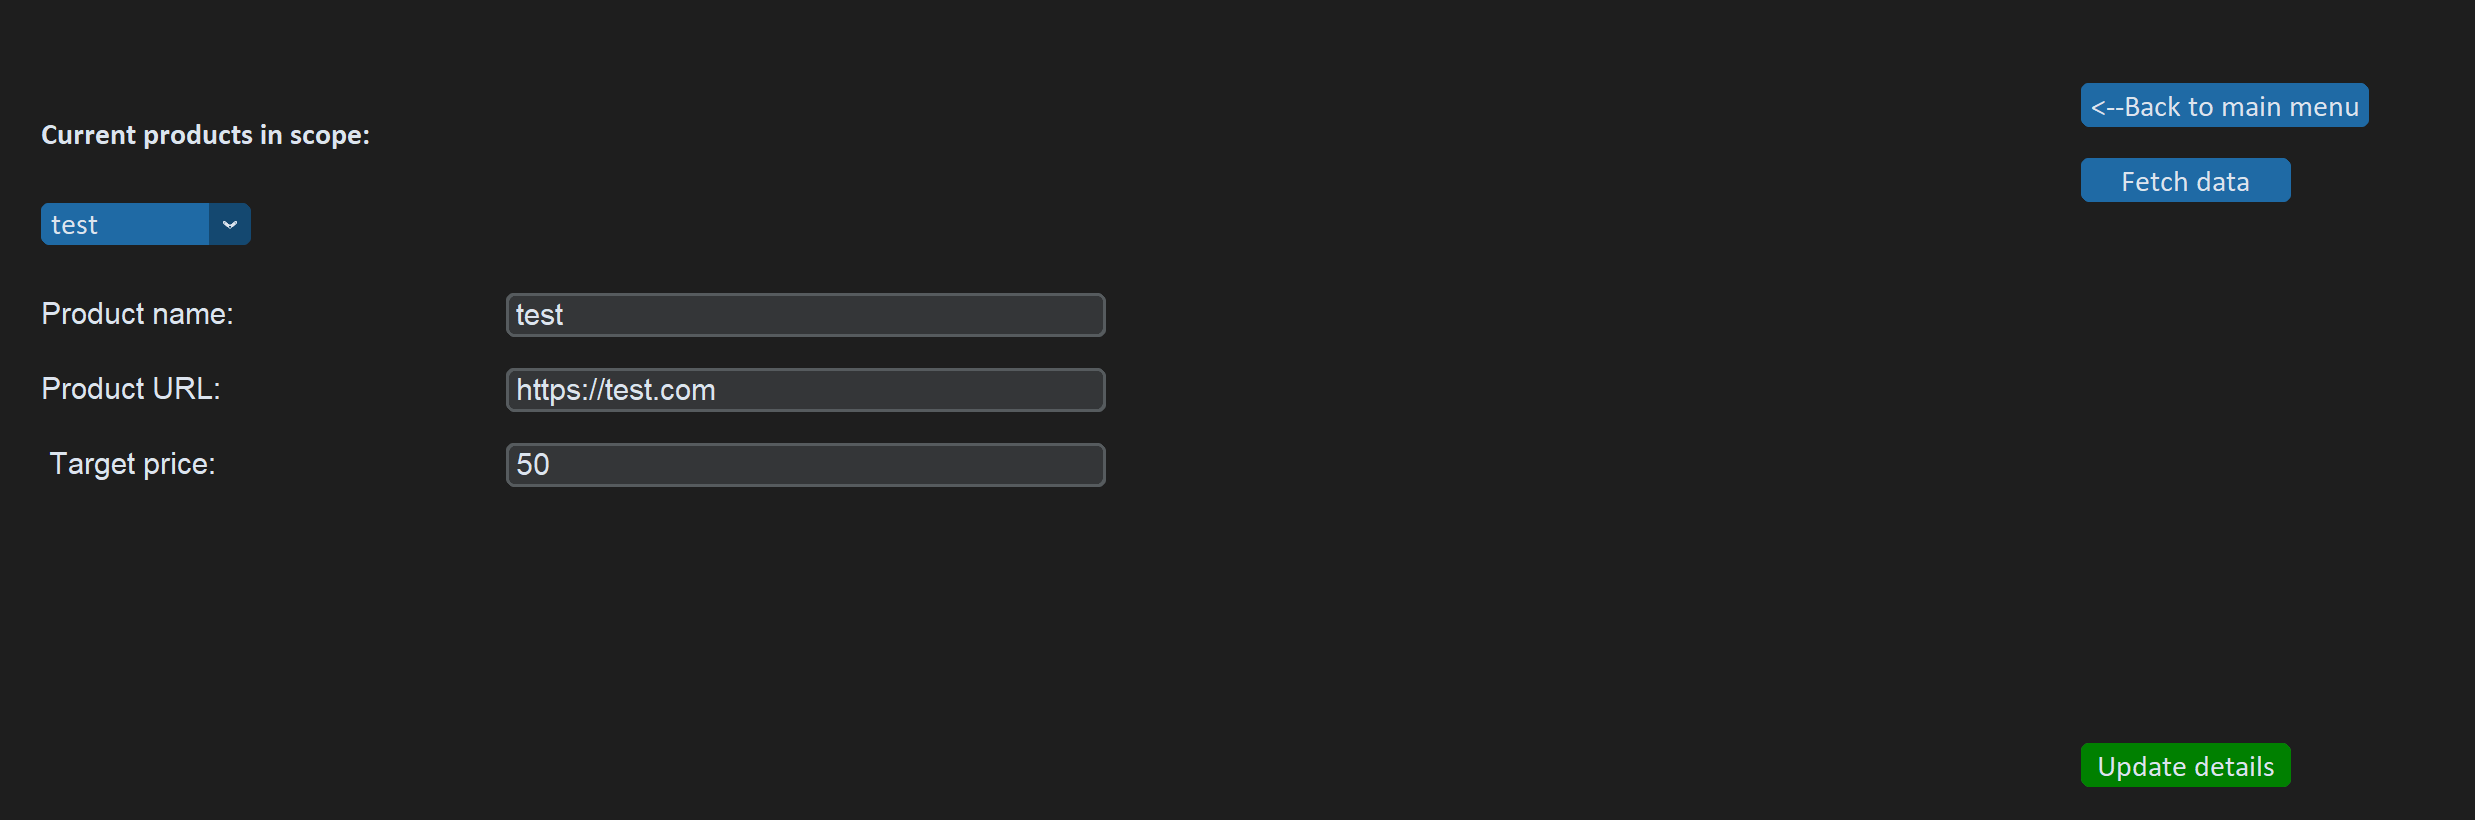 <--Back to main menu
Current products in scope:
Fetch data
test
Product name:
test
Product URL:
https://test.com
Target price:
50
Update details